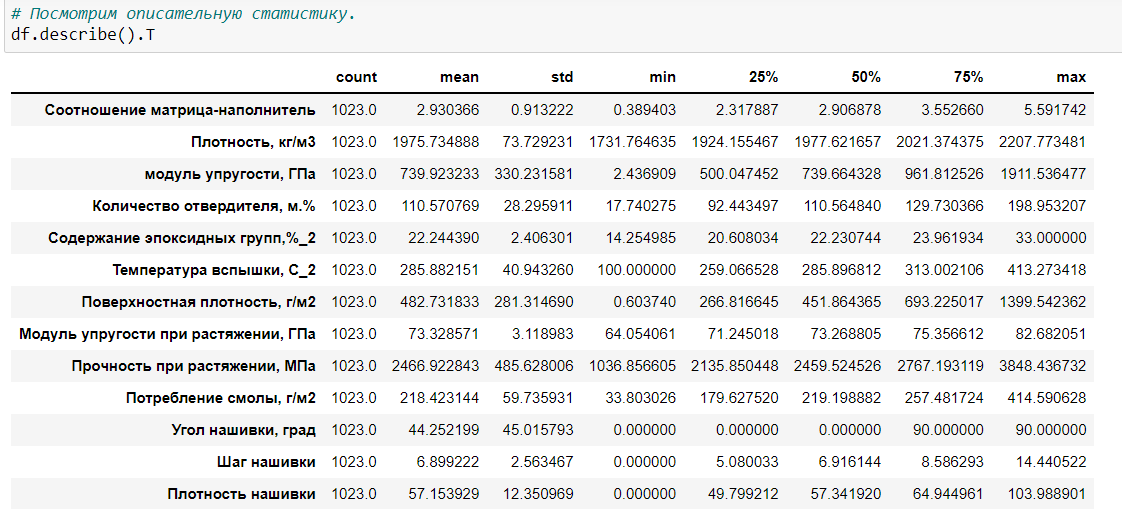 # Посмотрим описательную статистику.
df.describe().T
count mean std min 25% 50% 75% max
Соотношение матрица-наполнитель 1023.0 2.930366 0.913222 0.389403 2.317887 2.906878 3.552660 5.591742
Плотность, кг/м3 1023.0 1975.734888 73.729231 1731.764635 1924.155467 1977.621657 2021.374375 2207.773481
модуль упругости, ГПа 1023.0 739.923233 330.231581 2.436909 500.047452 739.664328 961.812526 1911.536477
Количество отвердителя, м.% 1023.0 110.570769 28.295911 17.740275 92.443497 110.564840 129.730366 198.953207
Содержание эпоксидных групп,%_2 1023.0 22.244390 2.406301 14.254985 20.608034 22.230744 23.961934 33.000000
Температура вспышки, С_2 1023.0 285.882151 40.943260 100.000000 259.066528 285.896812 313.002106 413.273418
Поверхностная плотность, г/м2 1023.0 482.731833 281.314690 0.603740 266.816645 451.864365 693.225017 1399.542362
Модуль упругости при растяжении, ГПа 1023.0 73.328571 3.118983 64.054061 71.245018 73.268805 75.356612 82.682051
Прочность при растяжении, МПа 1023.0 2466.922843 485.628006 1036.856605 2135.850448 2459.524526 2767.193119 3848.436732
Потребление смолы, г/м2 1023.0 218.423144 59.735931 33.803026 179.627520 219.198882 257.481724 414.590628
Угол нашивки, град 1023.0 44.252199 45.015793 0.000000 0.000000 0.000000 90.000000 90.000000
Шаг нашивки 1023.0 6.899222 2.563467 0.000000 5.080033 6.916144 8.586293 14.440522
Плотность нашивки 1023.0 57.153929 12.350969 0.000000 49.799212 57.341920 64.944961 103.988901